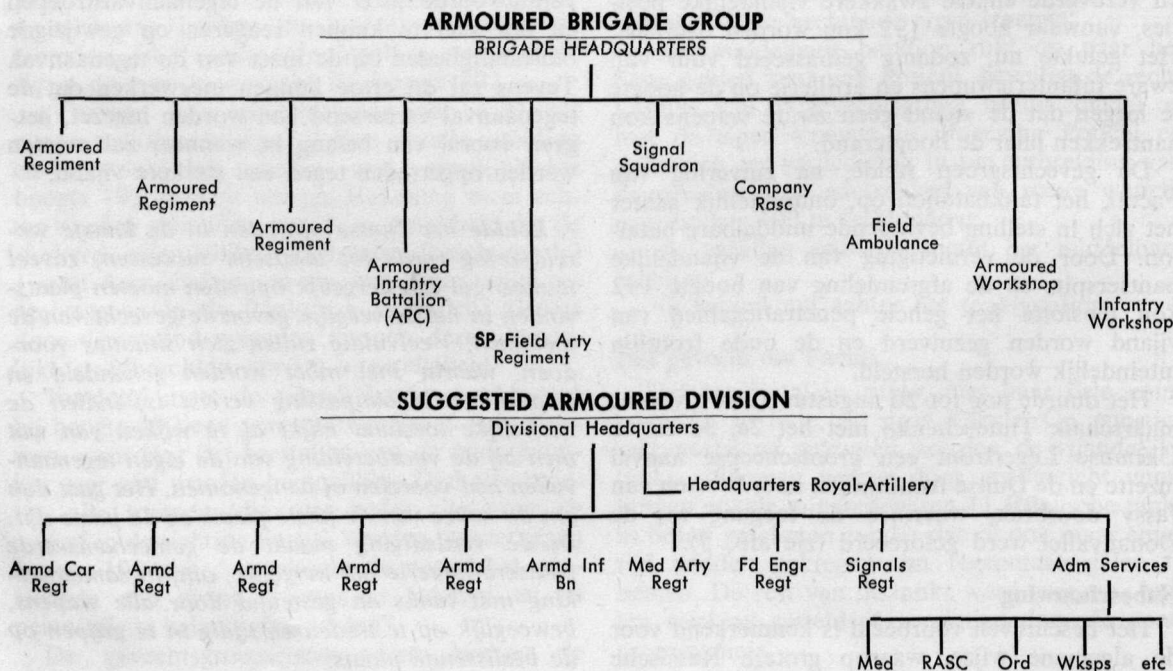 ARMOURED BRIGADE GROUP
BRIGADE HEADQUARTERS
Armoured
Regiment
Armoured
Regiment
Armoured
Regiment
Armoured
Infantry
Battalion
(APC)
SP Field Arty
Regiment
Signal
Squadron
Company
Rasc
Field
Ambulance
Armoured
Workshop
Infantry
Workshop
SUGGESTED ARMOURED DIVISION
Divisional Headquarters
Headquarters Royal-Artillery
Armd Car
Regt
Armd
Regt
Armd
Regt
Armd
Regt
Armd
Regt
Armd Inf
Bn
Med Arty
Regt
Fd Engr
Regt
Signals
Regt
Adm Services
Med
RASC
Ord
Wksps
etc